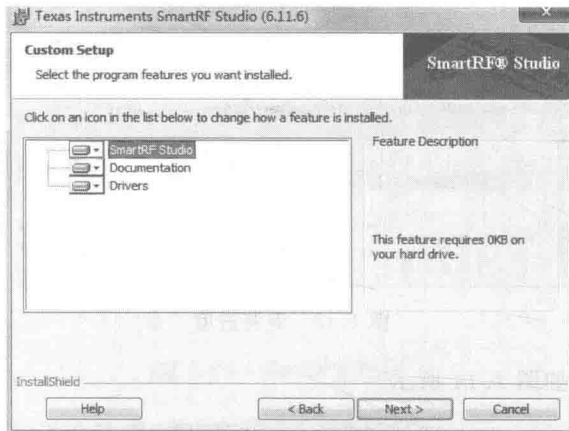 Texas Instruments SmartRF Studio (6.11.6)
Custom Setup
Select the program features you want installed.
SmartRF® Studio
Click on an icon in the list below to change how a feature is installed.
SmartRF Studio
Documentation
Drivers
Feature Description
This feature requires 0KB on
your hard drive.
InstallShield
Help
< Back
Next >
Cancel